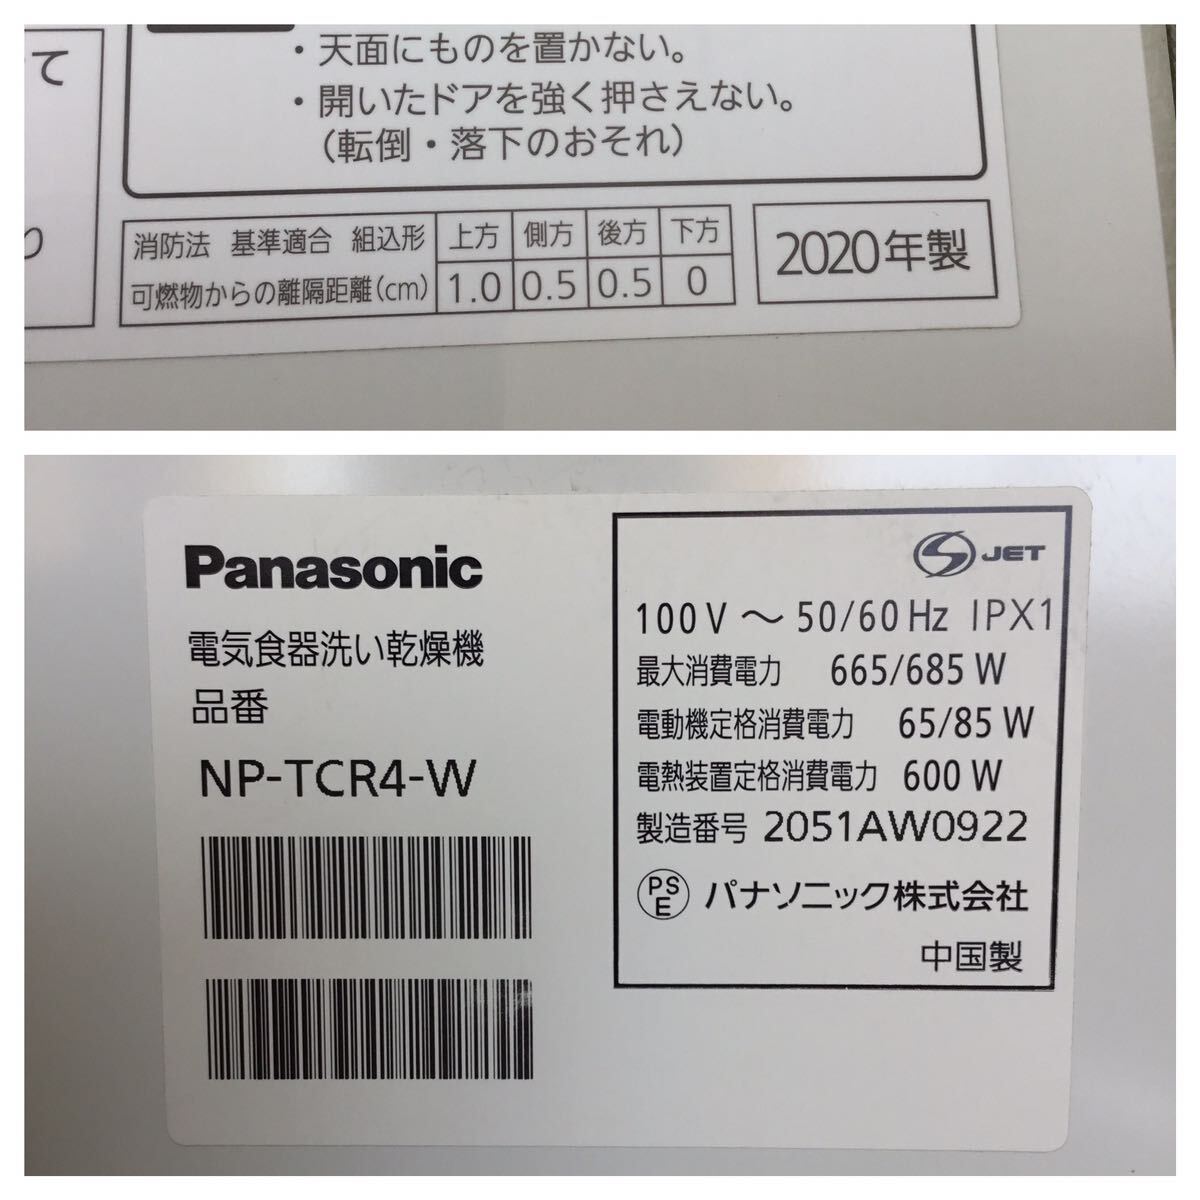 て
・天面にものを置かない。
・開いたドアを強く押さえない。
(転倒・落下のおそれ)
消防法 基準適合 組込形 上方 側方 後方 下方
可燃物からの離隔距離(cm) 1.0 0.5 0.5 0
2020年製
Panasonic
電気食器洗い乾燥機
品番
NP-TCR4-W
JET
100V ～ 50/60Hz IPX1
最大消費電力 665/685W
電動機定格消費電力 65/85W
電熱装置定格消費電力 600W
製造番号 2051AW0922
PSE パナソニック株式会社
中国製